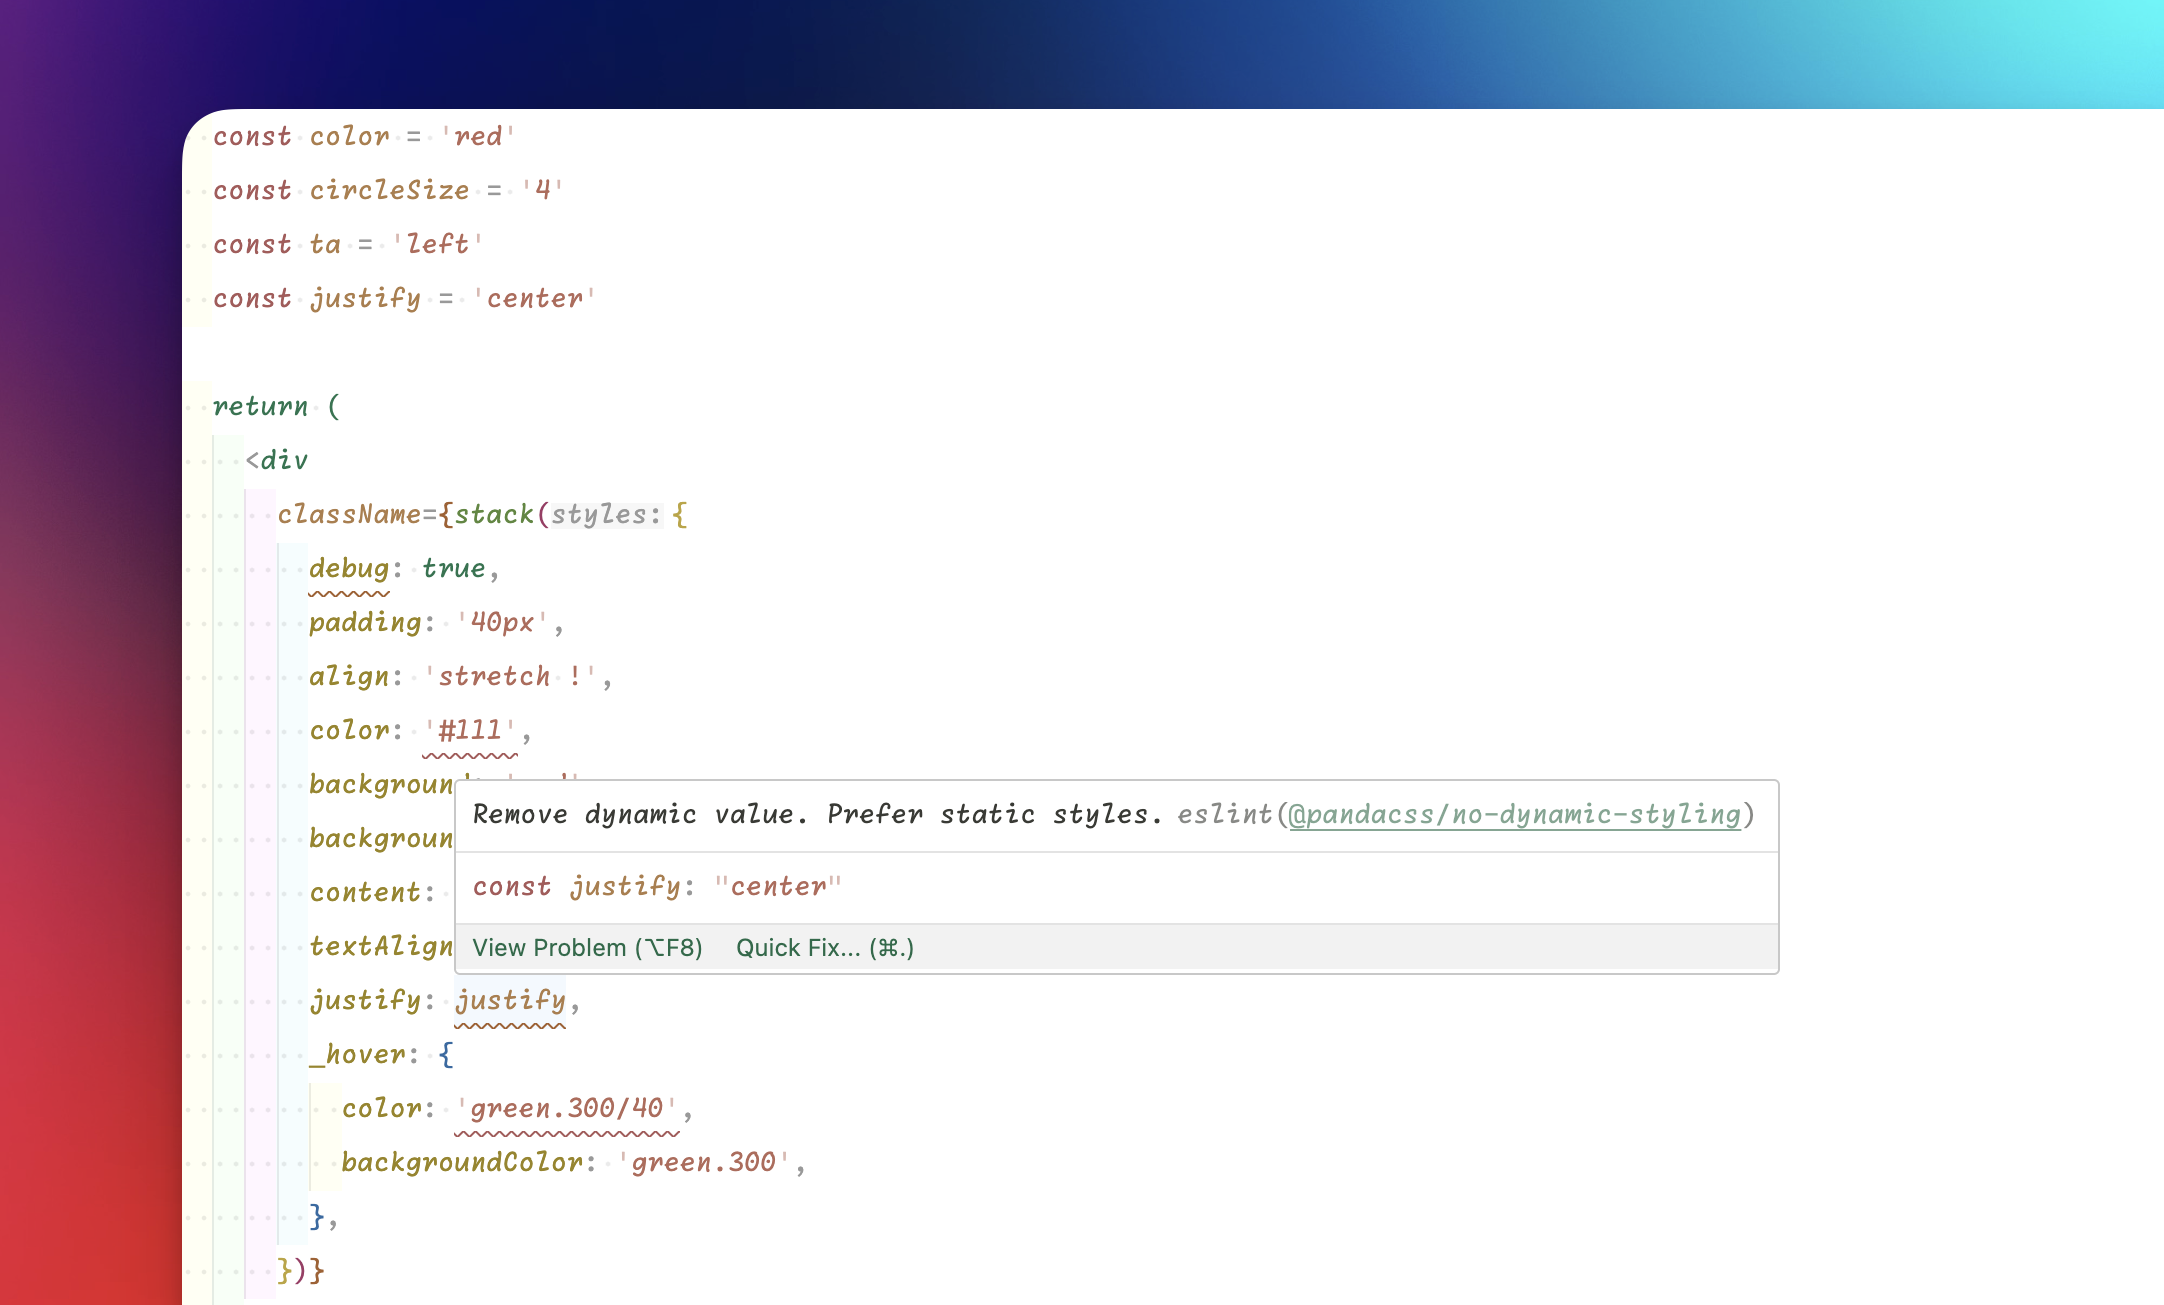 const color = 'red'
const circleSize = '4'
const ta = 'left'
const justify = 'center'
return (
<div
className={stack(styles: {
debug: true,
padding: '40px',
align: 'stretch !',
color: '#111',
backgroun
Remove dynamic value. Prefer static styles. eslint(@pandacss/no-dynamic-styling)
backgroun
const justify: "center"
content:
textAlign
View Problem (⌥F8) Quick Fix... (⌘.)
justify: justify,
_hover: {
color: 'green.300/40',
backgroundColor: 'green.300',
},
})}